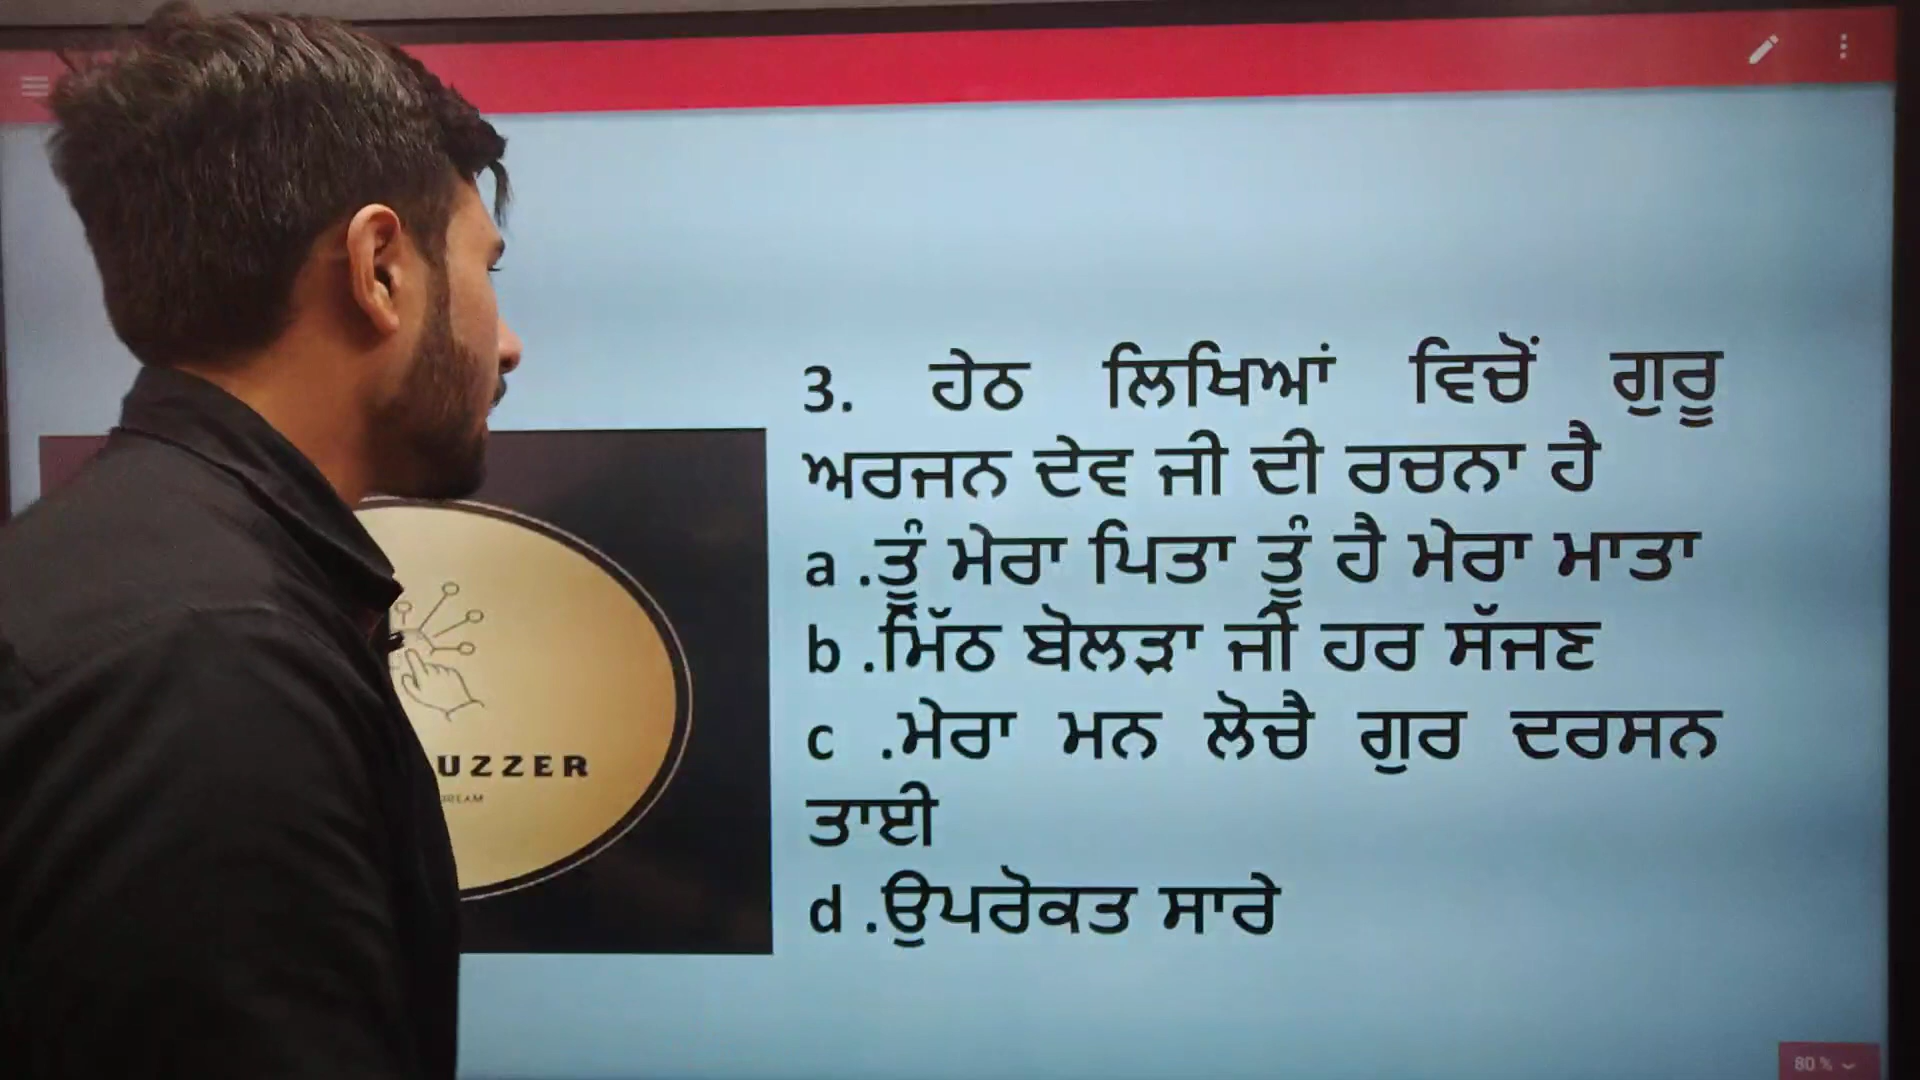 3. ਹੇਠ ਲਿਖਿਆਂ ਵਿਚੋਂ ਗੁਰੂ
ਅਰਜਨ ਦੇਵ ਜੀ ਦੀ ਰਚਨਾ ਹੈ
a .ਤੂੰ ਮੇਰਾ ਪਿਤਾ ਤੂੰ ਹੈ ਮੇਰਾ ਮਾਤਾ
b .ਮਿੱਠ ਬੋਲੜਾ ਜੀ ਹਰ ਸੱਜਣ
c .ਮੇਰਾ ਮਨ ਲੋਚੈ ਗੁਰ ਦਰਸਨ
ਤਾਈ
d .ਉਪਰੋਕਤ ਸਾਰੇ
UZZER
80 %